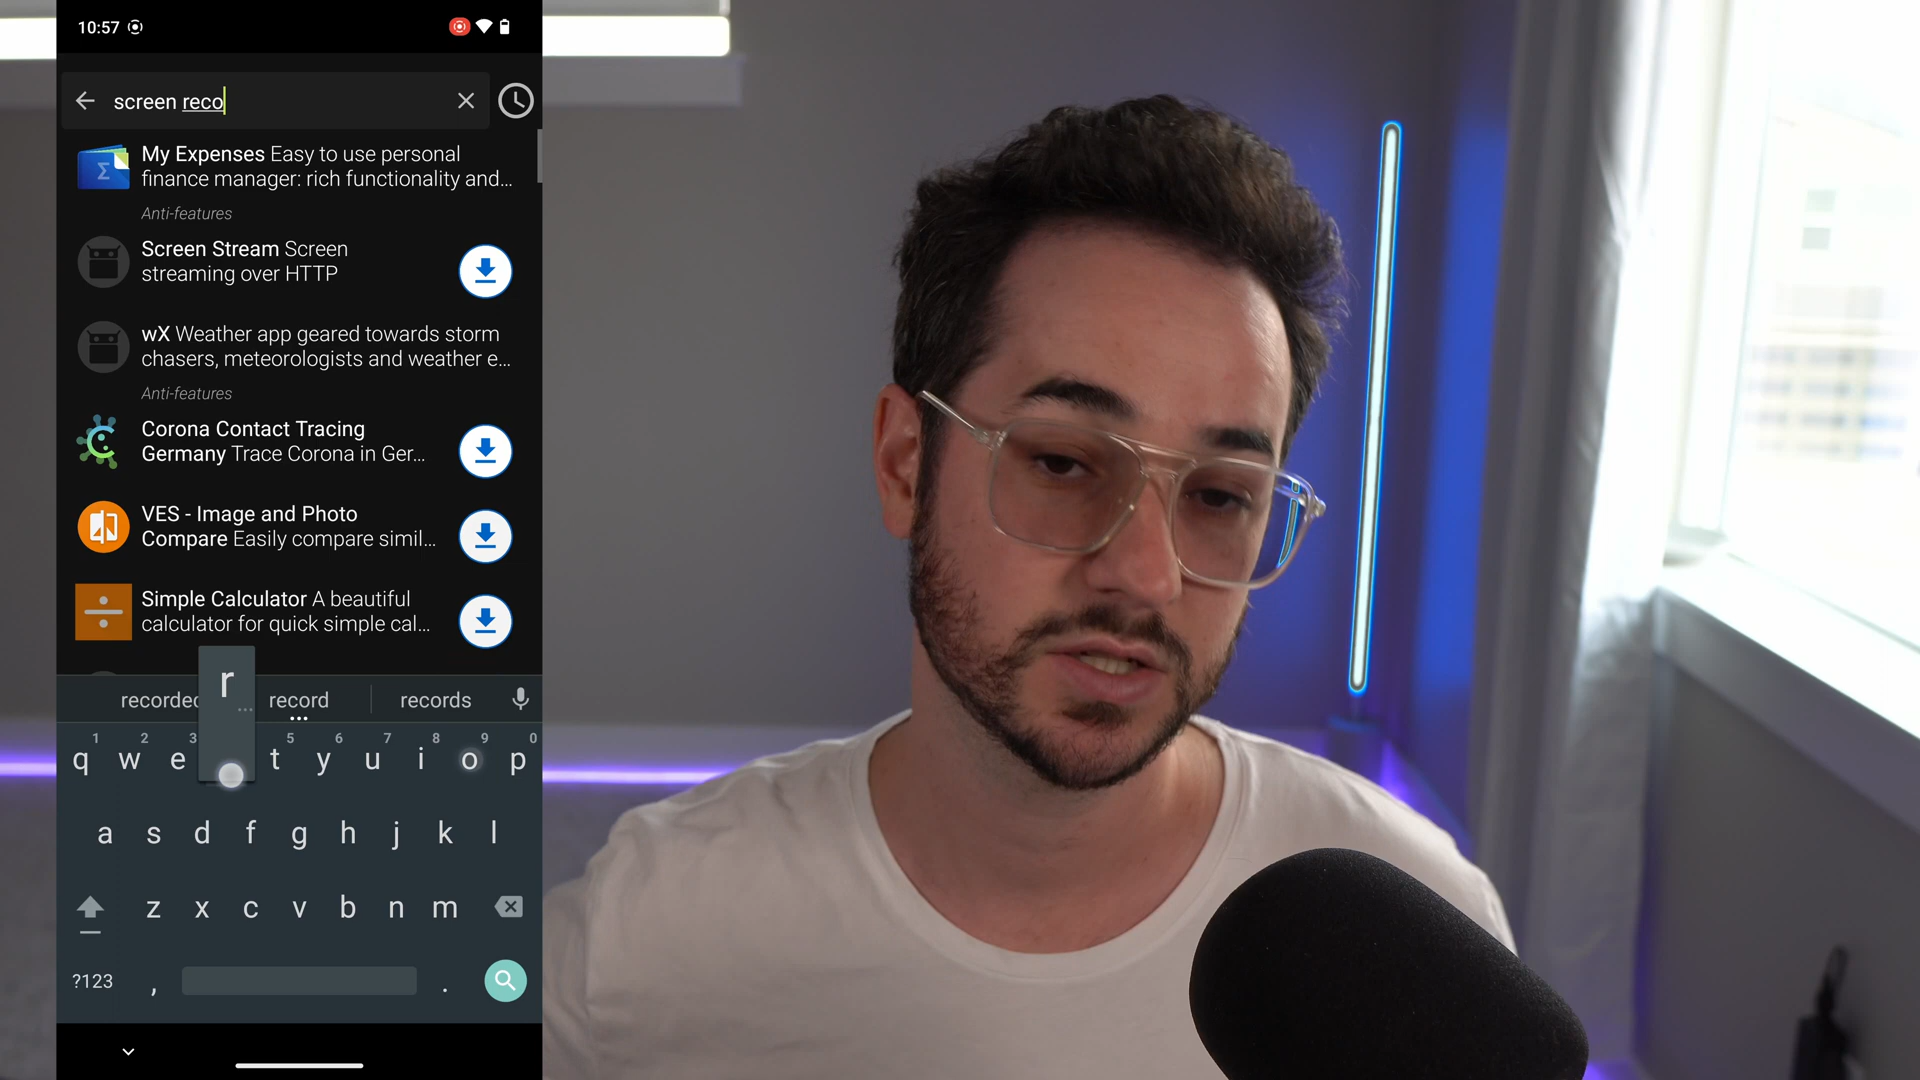 10:57
screen reco
My Expenses Easy to use personal
finance manager: rich functionality and...
Anti-features
Screen Stream Screen
streaming over HTTP
wX Weather app geared towards storm
chasers, meteorologists and weather e...
Anti-features
Corona Contact Tracing
Germany Trace Corona in Ger...
VES - Image and Photo
Compare Easily compare simil...
Simple Calculator A beautiful
calculator for quick simple cal...
r
recorded record records
1 2 3 5 6 7 8 9 0
q w e t y u i o p
a s d f g h j k l
z x c v b n m
?123 , .